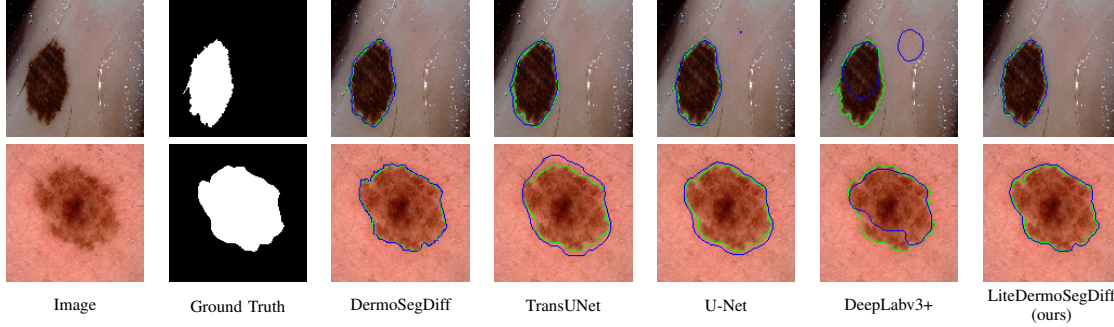 Image
Ground Truth
DermoSegDiff
TransUNet
U-Net
DeepLabv3+
LiteDermoSegDiff
(ours)